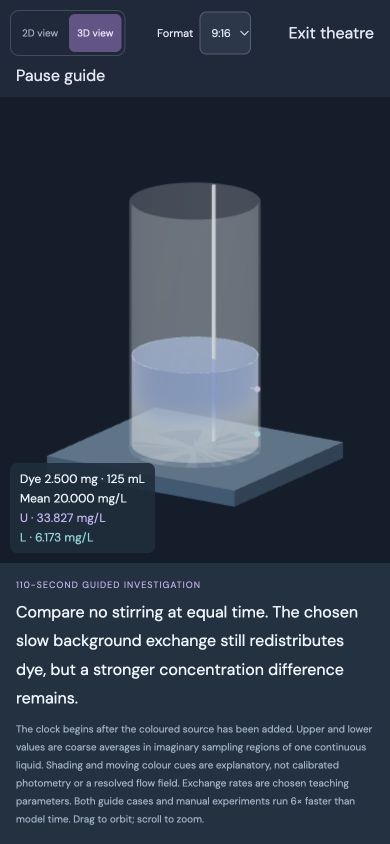 2D view
3D view
Format
9:16
Exit theatre
Pause guide
Dye 2.500 mg · 125 mL
Mean 20.000 mg/L
U · 33.827 mg/L
L · 6.173 mg/L
110-SECOND GUIDED INVESTIGATION
Compare no stirring at equal time. The chosen
slow background exchange still redistributes
dye, but a stronger concentration difference
remains.
The clock begins after the coloured source has been added. Upper and lower
values are coarse averages in imaginary sampling regions of one continuous
liquid. Shading and moving colour cues are explanatory, not calibrated
photometry or a resolved flow field. Exchange rates are chosen teaching
parameters. Both guide cases and manual experiments run 6× faster than
model time. Drag to orbit; scroll to zoom.